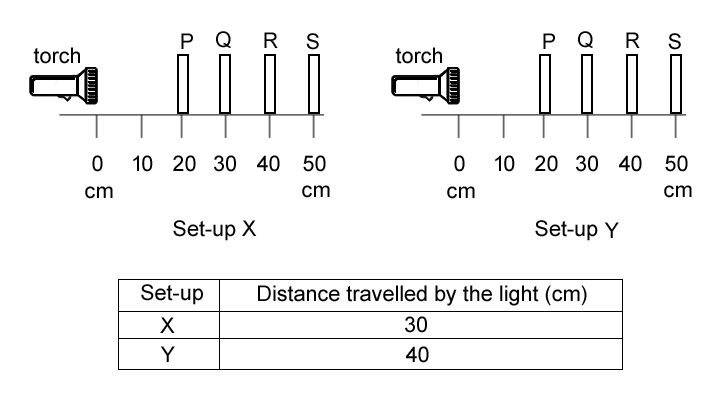 P Q R S
torch
0 10 20 30 40 50
cm cm
Set-up X
P Q R S
torch
0 10 20 30 40 50
cm cm
Set-up Y
Set-up Distance travelled by the light (cm)
X 30
Y 40